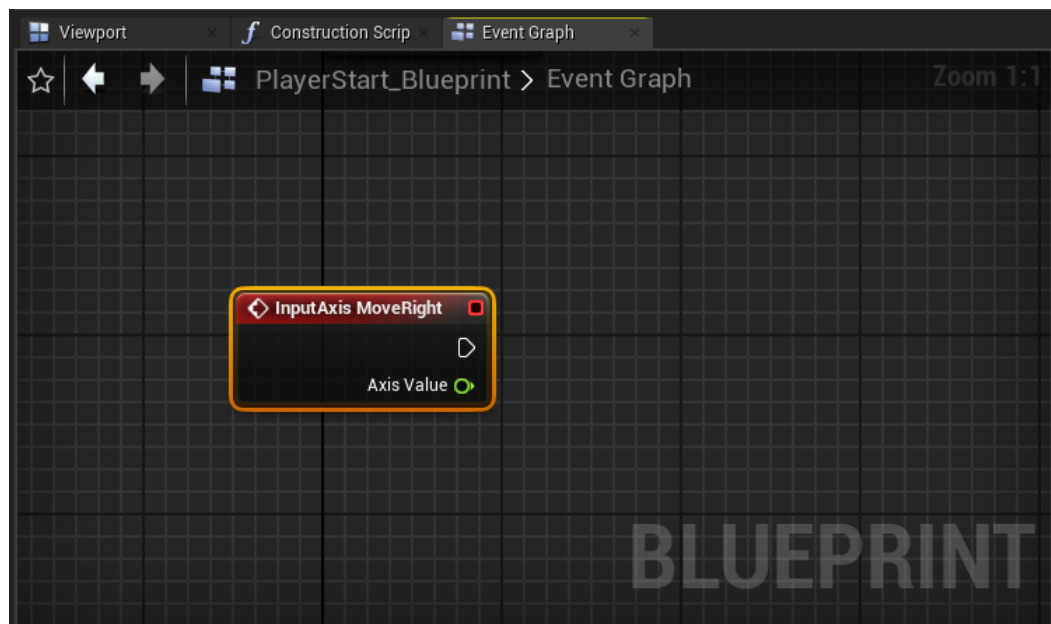 Viewport
Construction Scrip
Event Graph
PlayerStart_Blueprint > Event Graph
Zoom 1:1
InputAxis MoveRight
Axis Value
BLUEPRINT